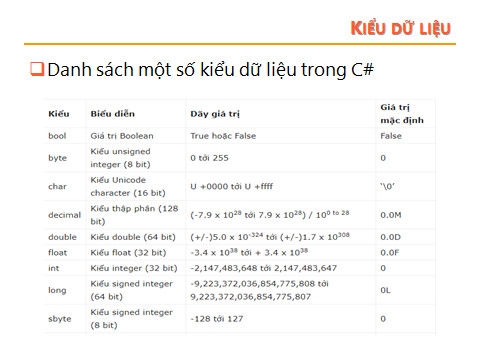 KIỂU DỮ LIỆU
Danh sách một số kiểu dữ liệu trong C#
Kiểu Biểu diễn Dãy giá trị Giá trị mặc định
bool Giá trị Boolean True hoặc False False
byte Kiểu unsigned integer (8 bit) 0 tới 255 0
char Kiểu Unicode character (16 bit) U +0000 tới U +ffff '\0'
decimal Kiểu thập phân (128 bit) (-7.9 x 10^28 tới 7.9 x 10^28) / 10^0 to 28 0.0M
double Kiểu double (64 bit) (+/-)5.0 x 10^-324 tới (+/-)1.7 x 10^308 0.0D
float Kiểu float (32 bit) -3.4 x 10^38 tới + 3.4 x 10^38 0.0F
int Kiểu integer (32 bit) -2,147,483,648 tới 2,147,483,647 0
long Kiểu signed integer (64 bit) -9,223,372,036,854,775,808 tới 9,223,372,036,854,775,807 0L
sbyte Kiểu signed integer (8 bit) -128 tới 127 0